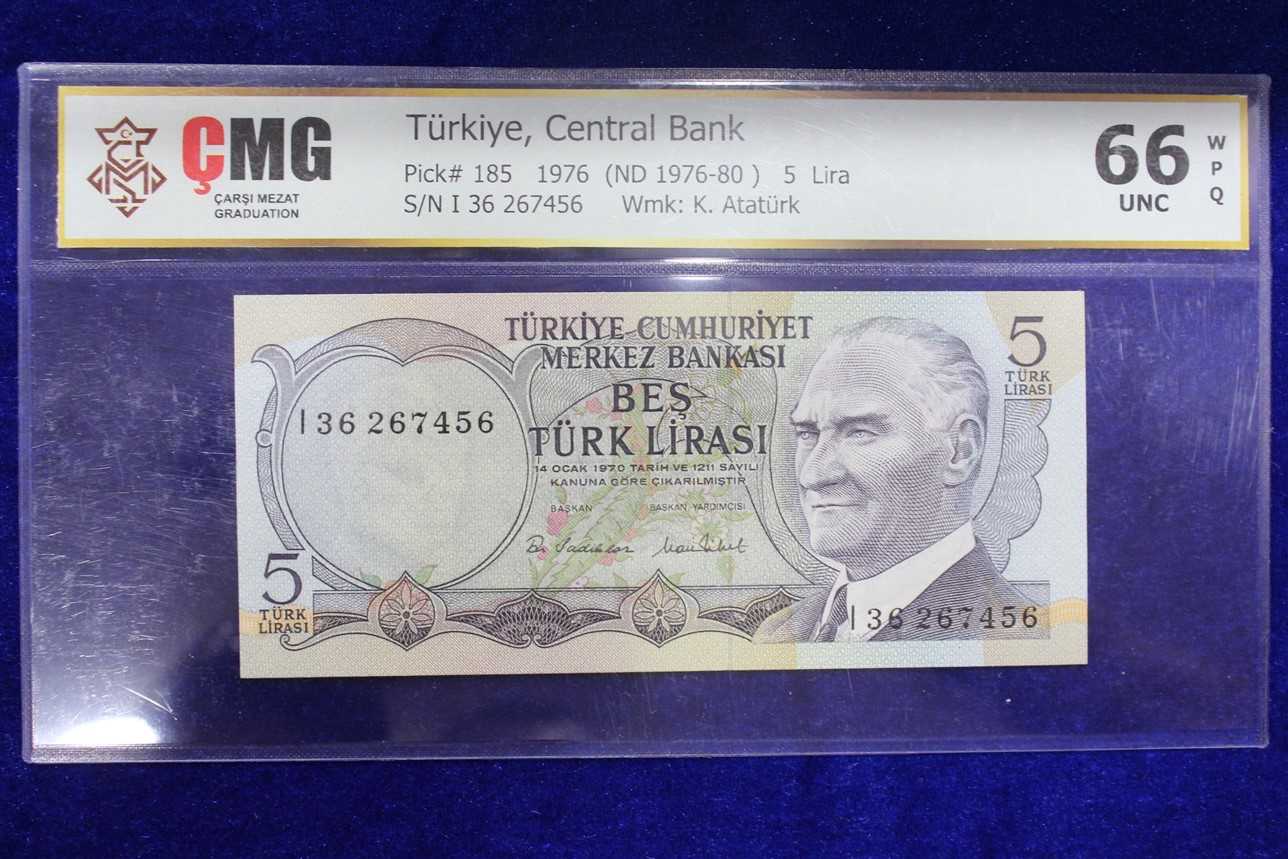 ÇMG
ÇARŞI MEZAT
GRADUATION
Türkiye, Central Bank
Pick# 185 1976 (ND 1976-80 ) 5 Lira
S/N I 36 267456 Wmk: K. Atatürk
66
UNC
W
P
Q
TÜRKİYE CUMHURİYET
MERKEZ BANKASI
BEŞ
TÜRK LİRASI
14 OCAK 1970 TARİH VE 1211 SAYILI
KANUNA GÖRE ÇIKARILMIŞTIR
BAŞKAN BAŞKAN YARDIMCISI
I 36 267456
5
TÜRK
LİRASI
5
TÜRK
LİRASI
I 36 267456